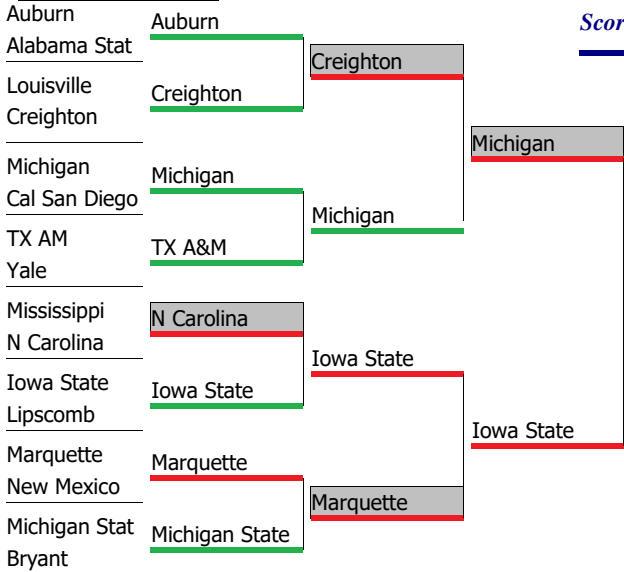 Auburn
Alabama Stat
Louisville
Creighton
Michigan
Cal San Diego
TX AM
Yale
Mississippi
N Carolina
Iowa State
Lipscomb
Marquette
New Mexico
Michigan Stat
Bryant
Auburn
Creighton
Michigan
TX A&M
N Carolina
Iowa State
Marquette
Michigan State
Creighton
Michigan
Iowa State
Marquette
Michigan
Iowa State
Scor